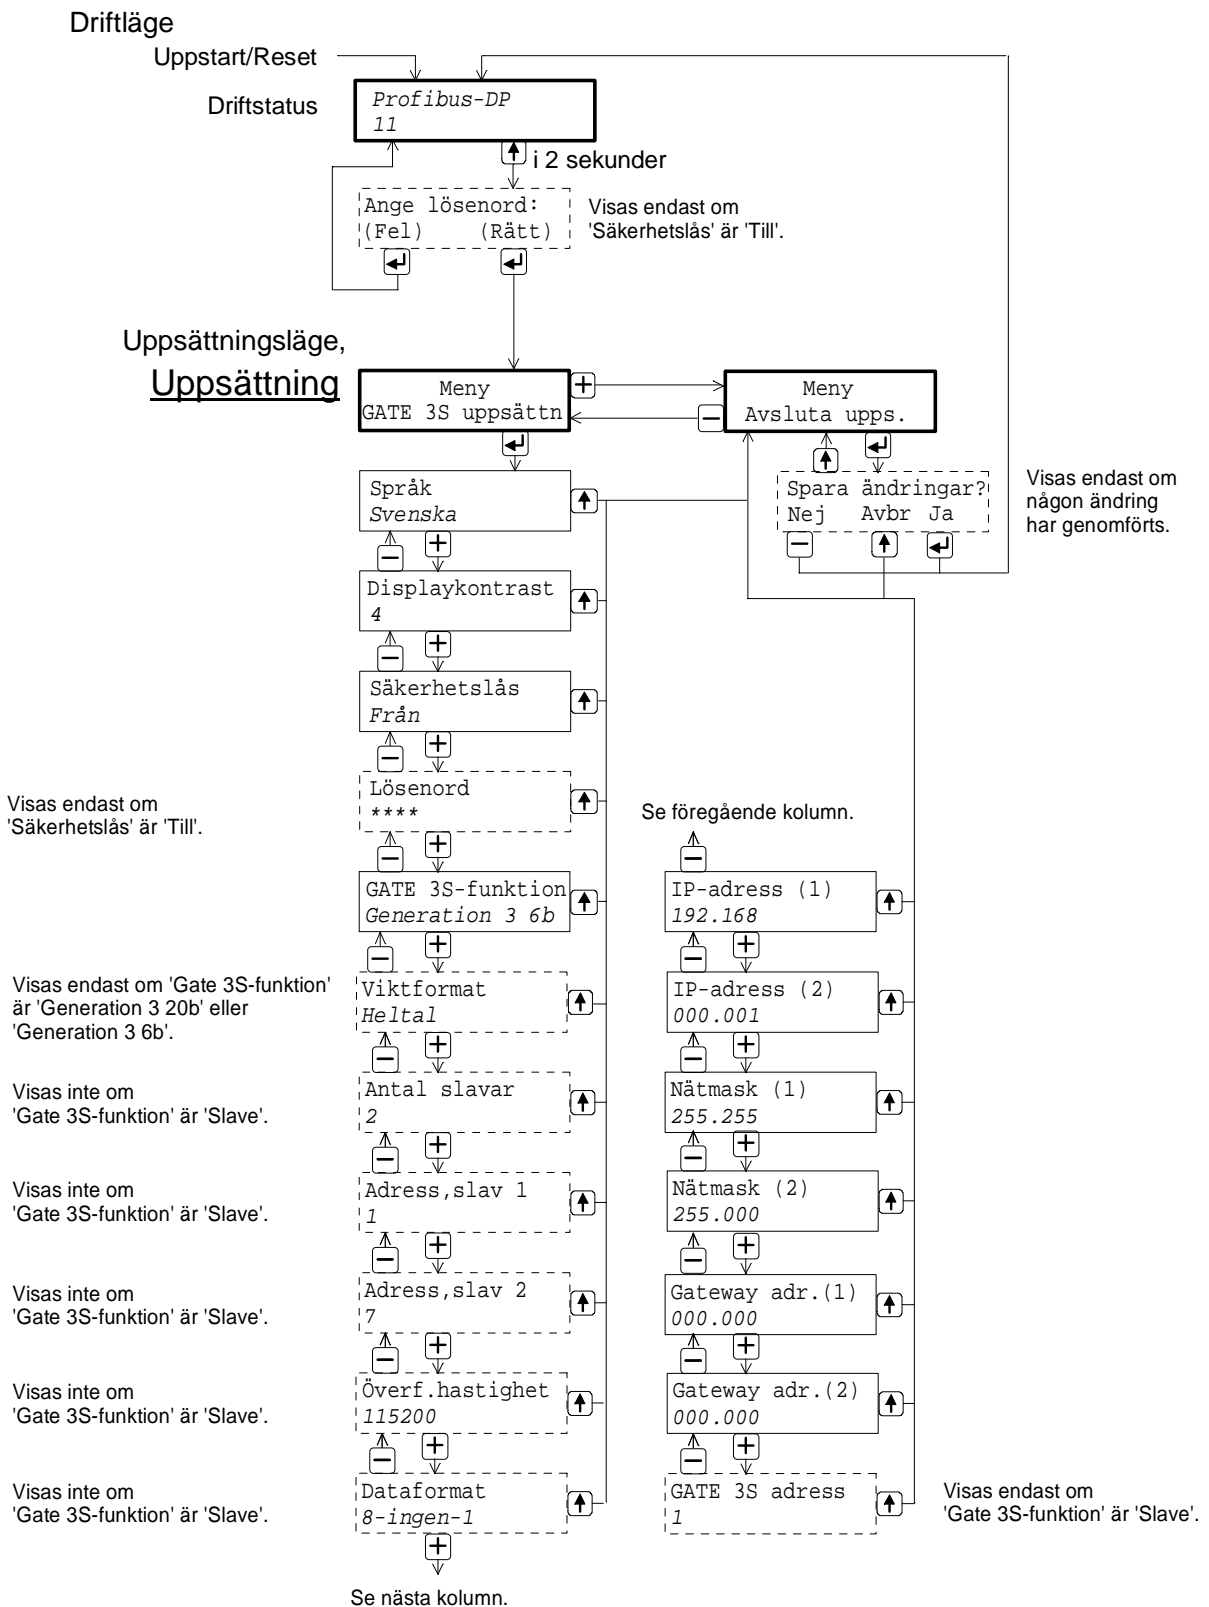 Driftläge
Uppstart/Reset
Driftstatus
Profibus-DP
11
i 2 sekunder
Ange lösenord:
(Fel) (Rätt)
Visas endast om
'Säkerhetslås' är 'Till'.
Uppsättningsläge,
Uppsättning
Meny
GATE 3S uppsättn
Meny
Avsluta upps.
Spara ändringar?
Nej Avbr Ja
Visas endast om
någon ändring
har genomförts.
Språk
Svenska
Displaykontrast
4
Säkerhetslås
Från
Lösenord
****
Visas endast om
'Säkerhetslås' är 'Till'.
GATE 3S-funktion
Generation 3 6b
Viktformat
Heltal
Visas endast om 'Gate 3S-funktion'
är 'Generation 3 20b' eller
'Generation 3 6b'.
Antal slavar
2
Visas inte om
'Gate 3S-funktion' är 'Slave'.
Adress,slav 1
1
Visas inte om
'Gate 3S-funktion' är 'Slave'.
Adress,slav 2
7
Visas inte om
'Gate 3S-funktion' är 'Slave'.
Överf.hastighet
115200
Visas inte om
'Gate 3S-funktion' är 'Slave'.
Dataformat
8-ingen-1
Visas inte om
'Gate 3S-funktion' är 'Slave'.
Se nästa kolumn.
Se föregående kolumn.
IP-adress (1)
192.168
IP-adress (2)
000.001
Nätmask (1)
255.255
Nätmask (2)
255.000
Gateway adr.(1)
000.000
Gateway adr.(2)
000.000
GATE 3S adress
1
Visas endast om
'Gate 3S-funktion' är 'Slave'.